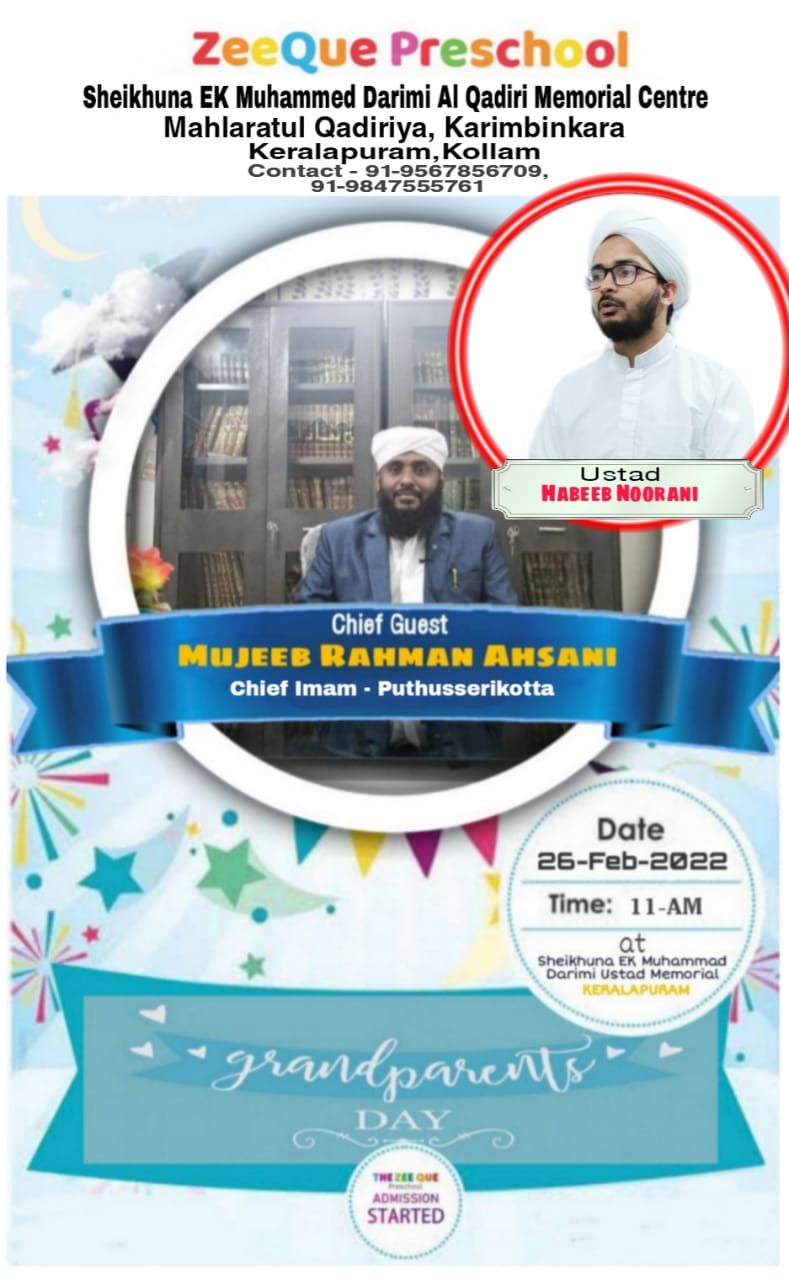 ZeeQue Preschool
Sheikhuna EK Muhammed Darimi Al Qadiri Memorial Centre
Mahlaratul Qadiriya, Karimbinkara
Keralapuram,Kollam
Contact - 91-9567856709,
91-9847555761
Ustad
HABEEB NOORANI
Chief Guest
MUJEEB RAHMAN AHSANI
Chief Imam - Puthusserikotta
Date
26-Feb-2022
Time: 11-AM
at
Sheikhuna EK Muhammad
Darimi Ustad Memorial
KERALAPURAM
grandparents
DAY
THE ZEE QUE
Preschool
ADMISSION
STARTED